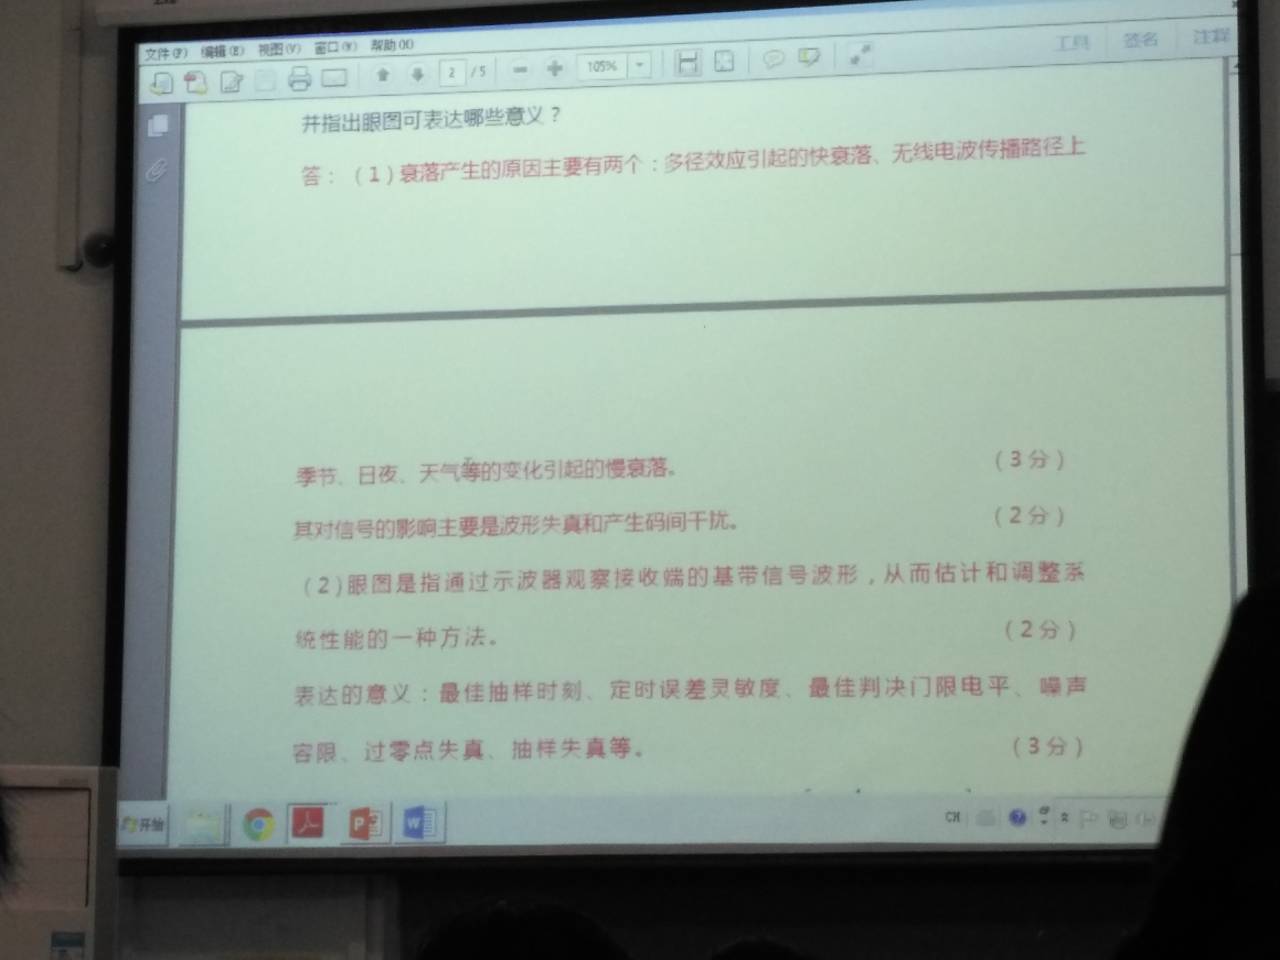 文件(F) 编辑(E) 视图(V) 窗口(W) 帮助(H)
2 / 5 105% 工具 签名 注释
并指出眼图可表达哪些意义？
答：（1）衰落产生的原因主要有两个：多径效应引起的快衰落、无线电波传播路径上
季节、日夜、天气等的变化引起的慢衰落。 （3分）
其对信号的影响主要是波形失真和产生码间干扰。 （2分）
（2)眼图是指通过示波器观察接收端的基带信号波形,从而估计和调整系
统性能的一种方法。 （2分）
表达的意义：最佳抽样时刻、定时误差灵敏度、最佳判决门限电平、噪声
容限、过零点失真、抽样失真等。 （3分）
开始 CH